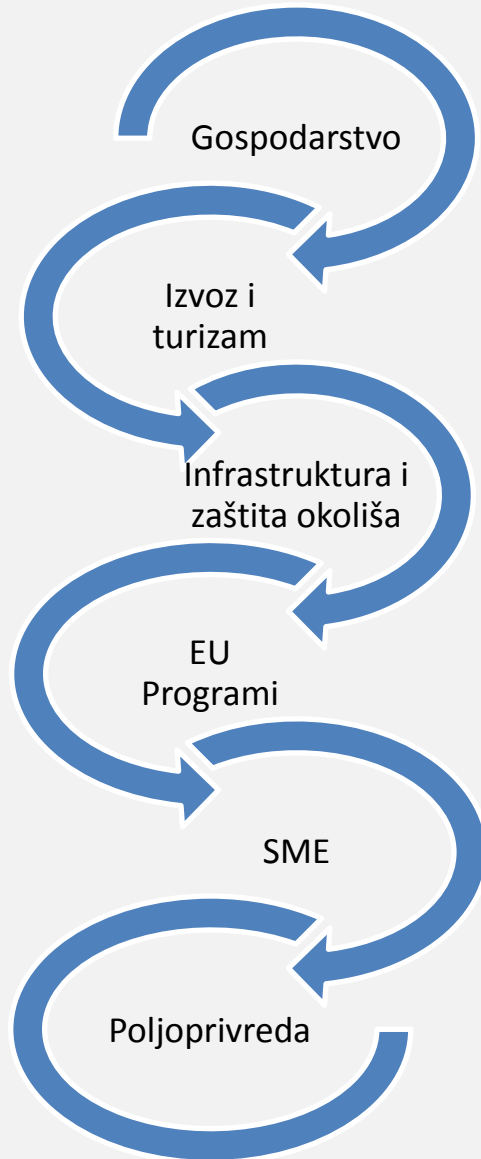 Gospodarstvo
Izvoz i
turizam
Infrastruktura i
zaštita okoliša
EU
Programi
SME
Poljoprivreda